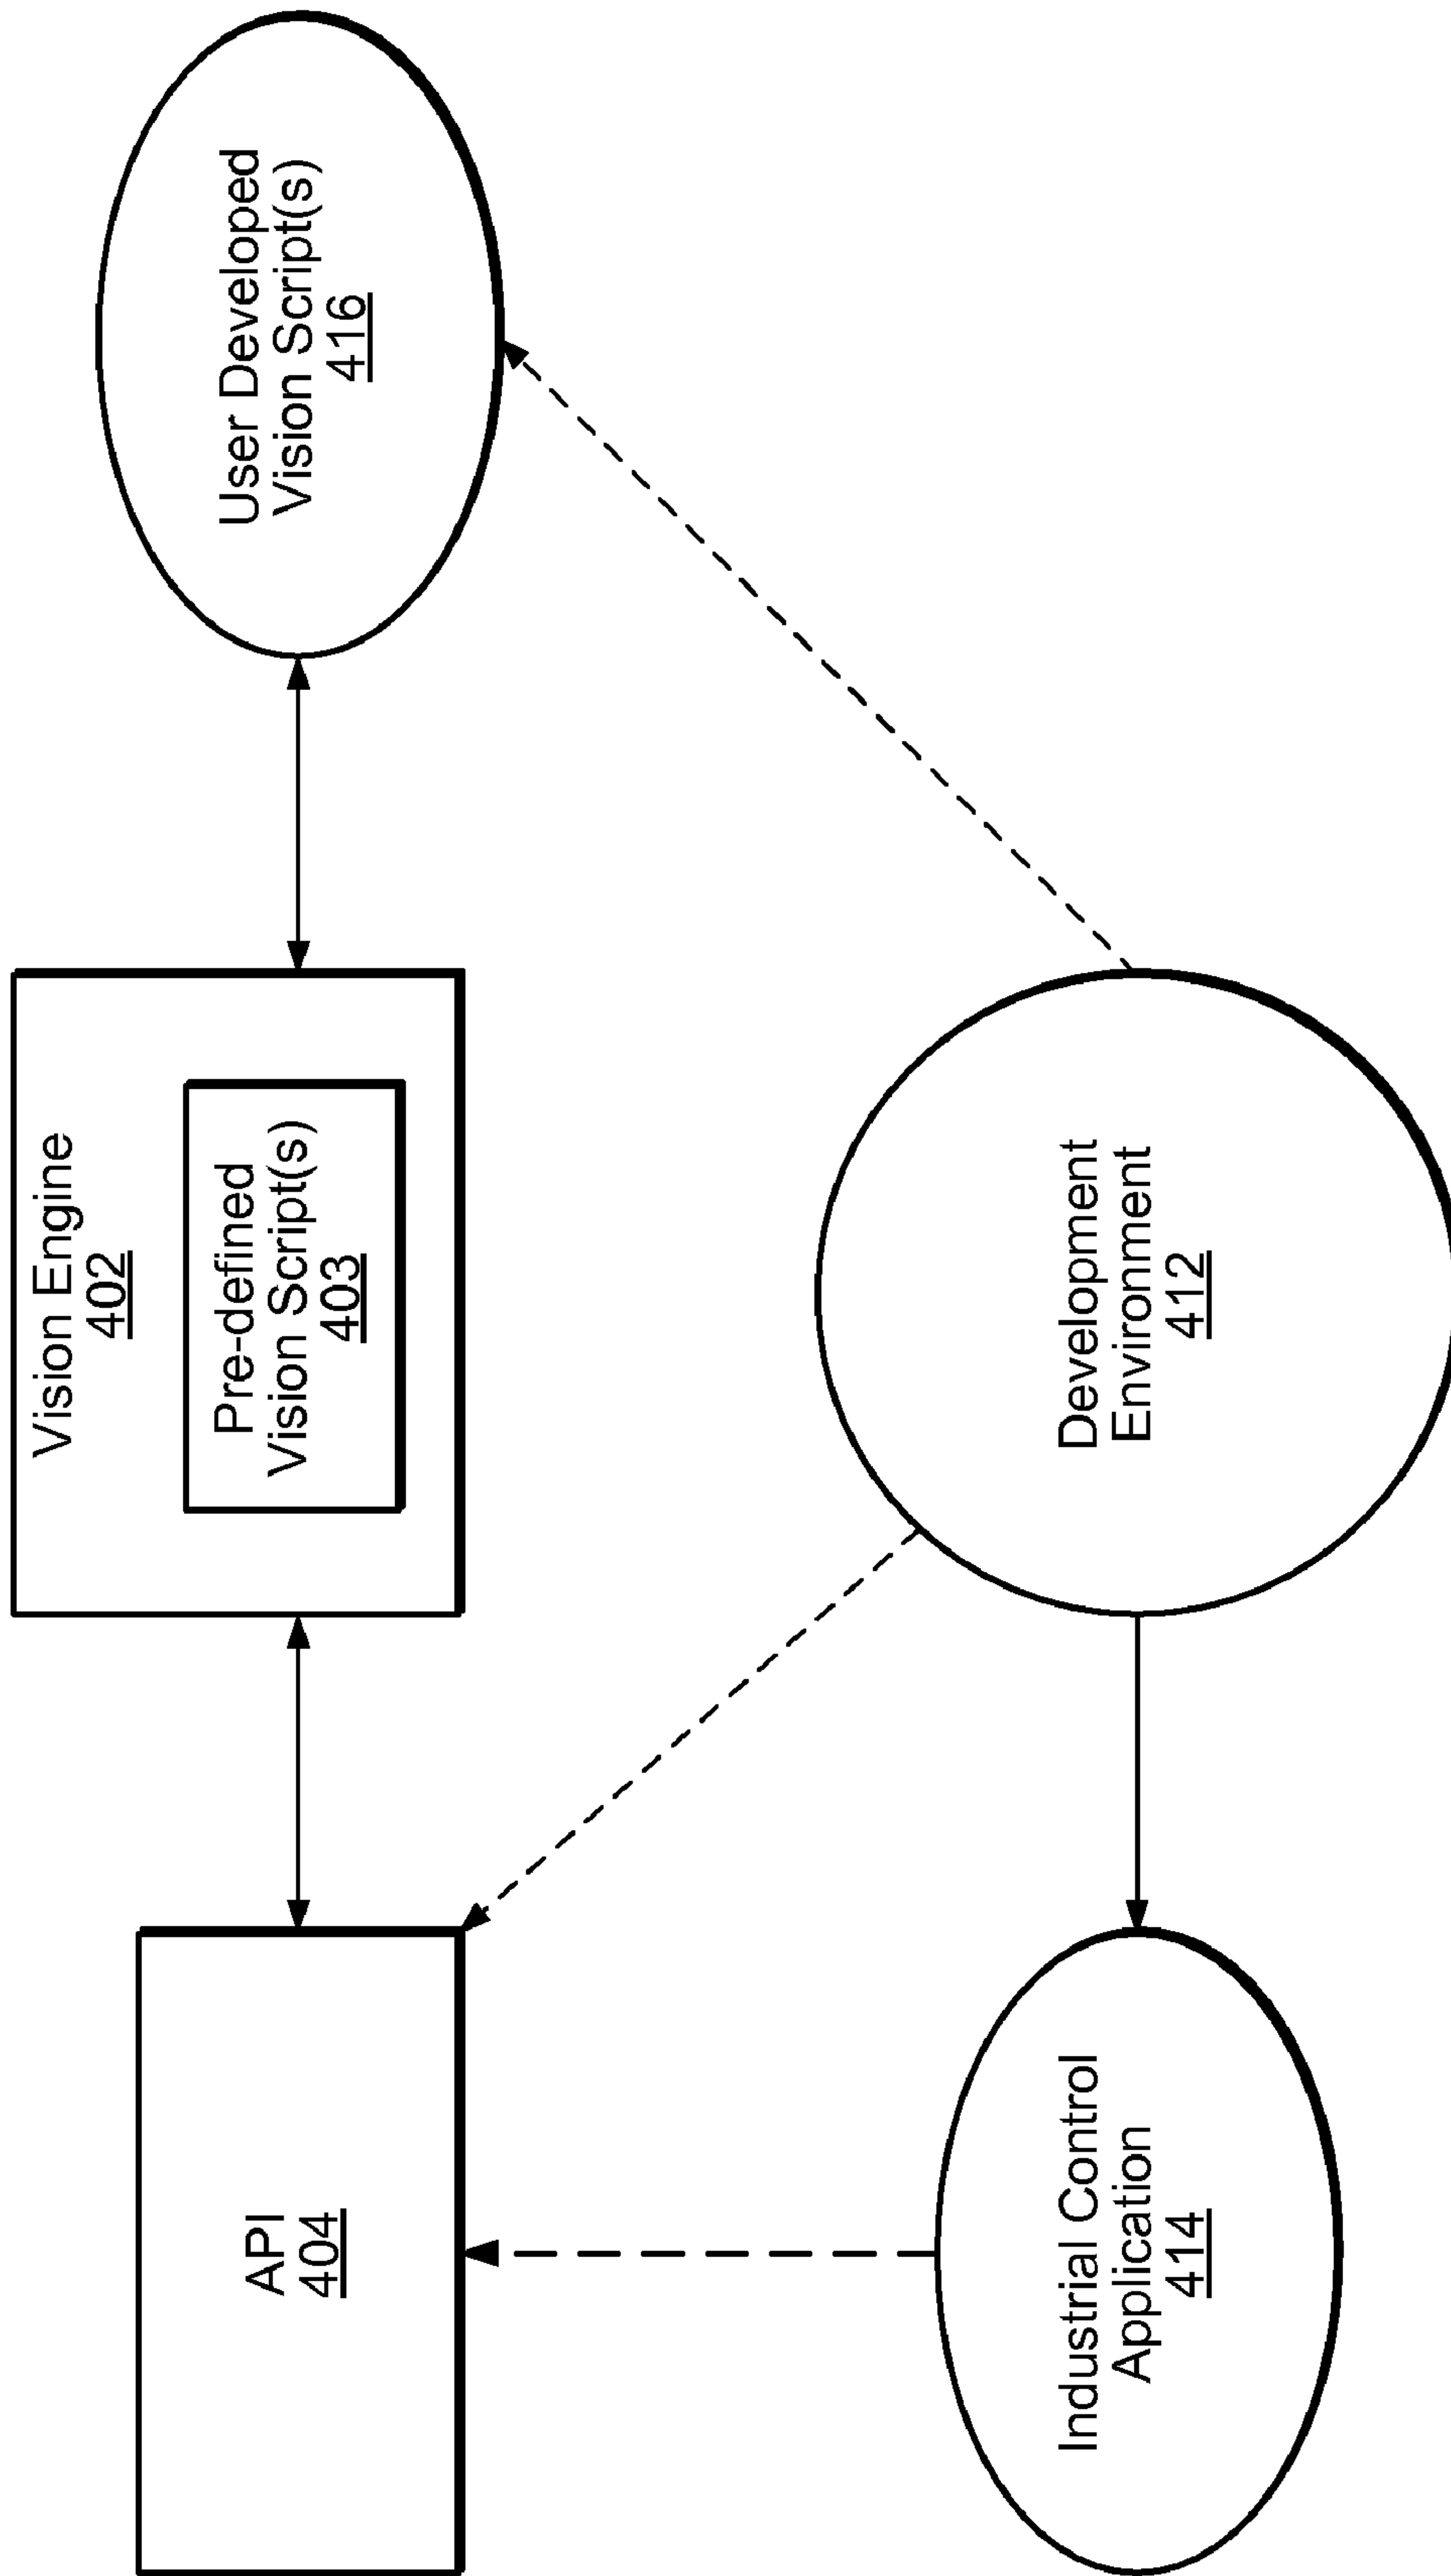 API
404
Vision Engine
402
Pre-defined
Vision Script(s)
403
User Developed
Vision Script(s)
416
Industrial Control
Application
414
Development
Environment
412